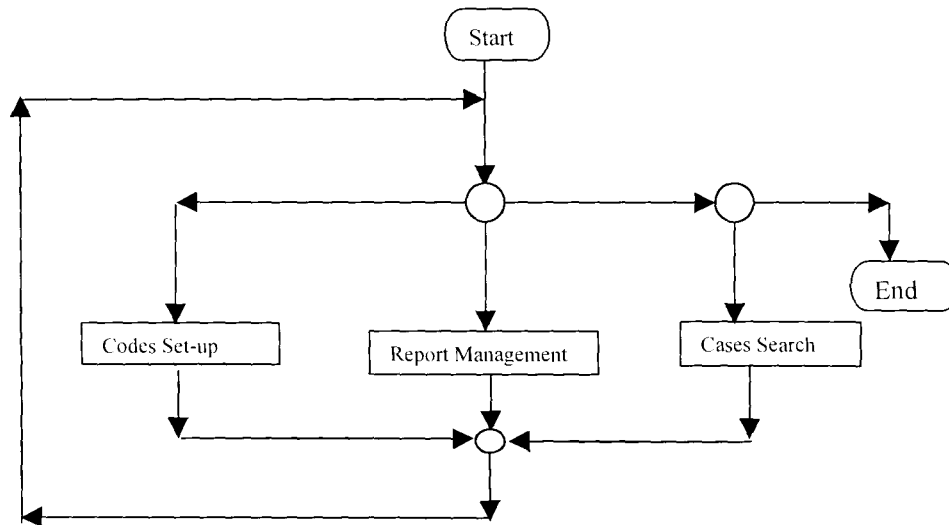 Start
End
Codes Set-up
Report Management
Cases Search